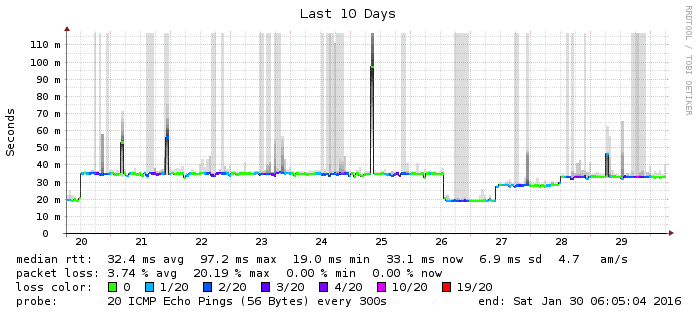 Last 10 Days
RRDTOOL / TOBI OETIKER
Seconds
110 m
100 m
90 m
80 m
70 m
60 m
50 m
40 m
30 m
20 m
10 m
0
20 21 22 23 24 25 26 27 28 29
median rtt: 32.4 ms avg 97.2 ms max 19.0 ms min 33.1 ms now 6.9 ms sd 4.7 am/s
packet loss: 3.74 % avg 20.19 % max 0.00 % min 0.00 % now
loss color: 0 1/20 2/20 3/20 4/20 10/20 19/20
probe: 20 ICMP Echo Pings (56 Bytes) every 300s end: Sat Jan 30 06:05:04 2016